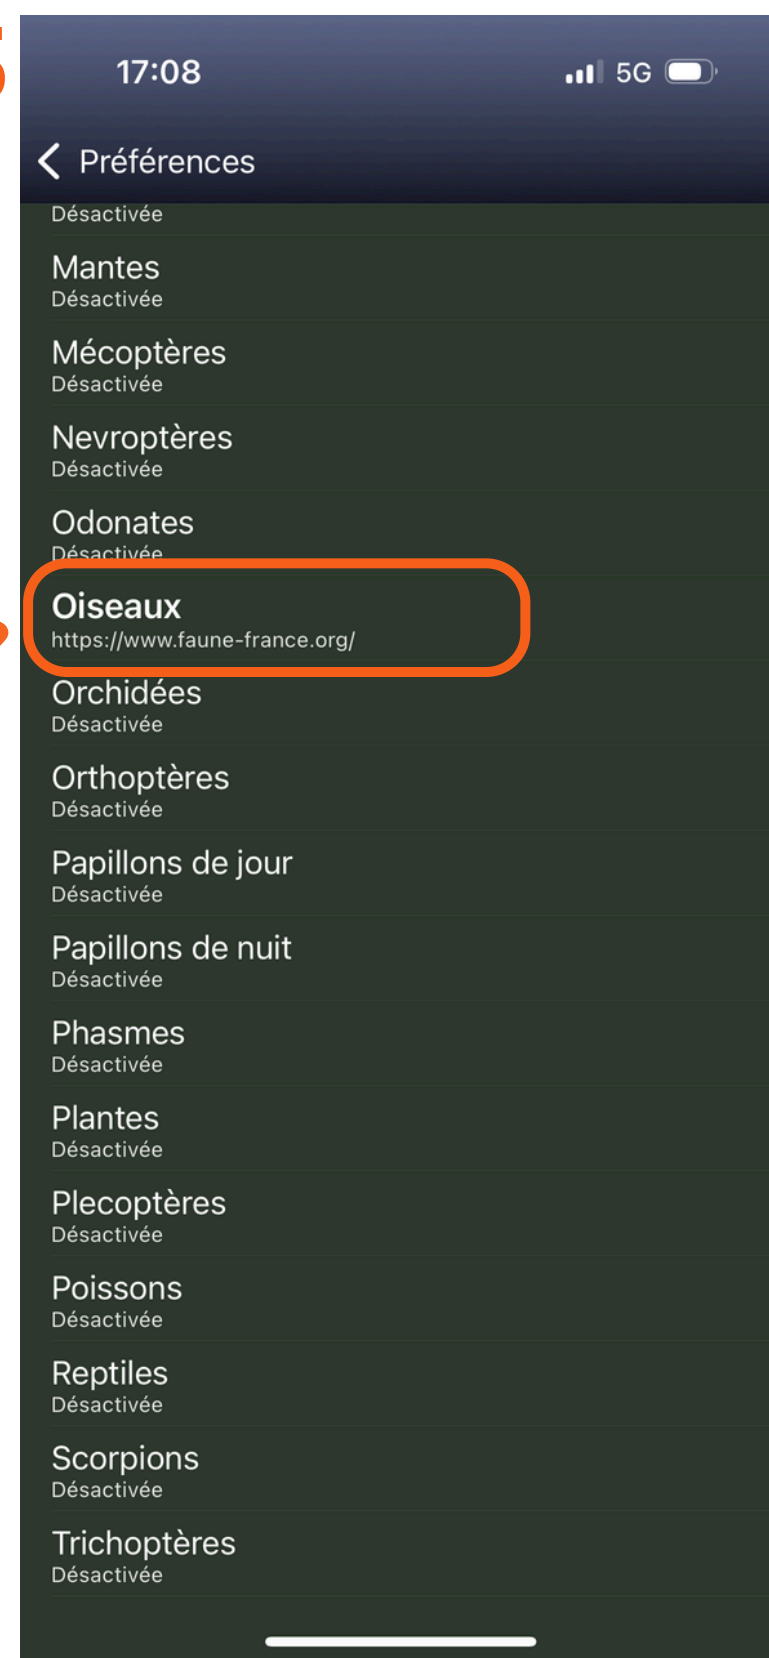 17:08
5G
Préférences
Désactivée
Mantes
Désactivée
Mécoptères
Désactivée
Nevroptères
Désactivée
Odonates
Désactivée
Oiseaux
https://www.faune-france.org/
Orchidées
Désactivée
Orthoptères
Désactivée
Papillons de jour
Désactivée
Papillons de nuit
Désactivée
Phasmes
Désactivée
Plantes
Désactivée
Plecoptères
Désactivée
Poissons
Désactivée
Reptiles
Désactivée
Scorpions
Désactivée
Trichoptères
Désactivée